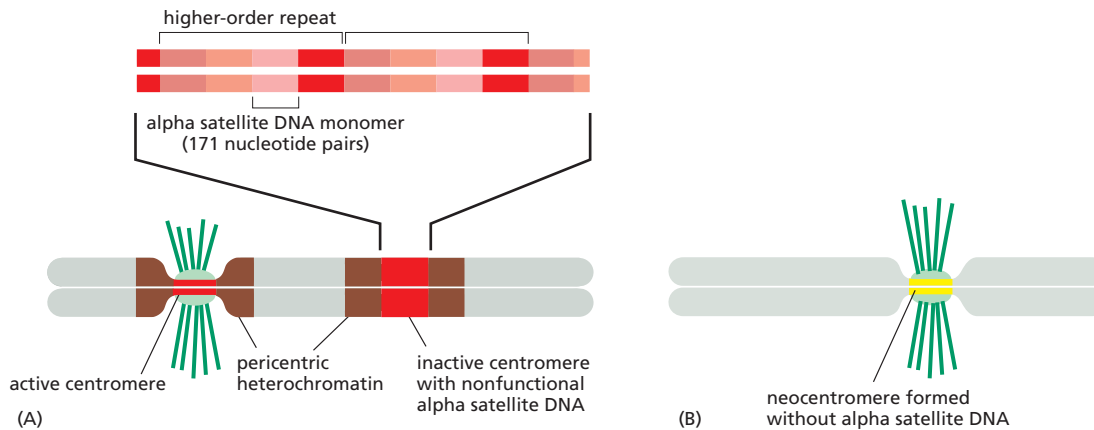 higher-order repeat
alpha satellite DNA monomer
(171 nucleotide pairs)
active centromere
pericentric
heterochromatin
inactive centromere
with nonfunctional
alpha satellite DNA
(A)
neocentromere formed
without alpha satellite DNA
(B)